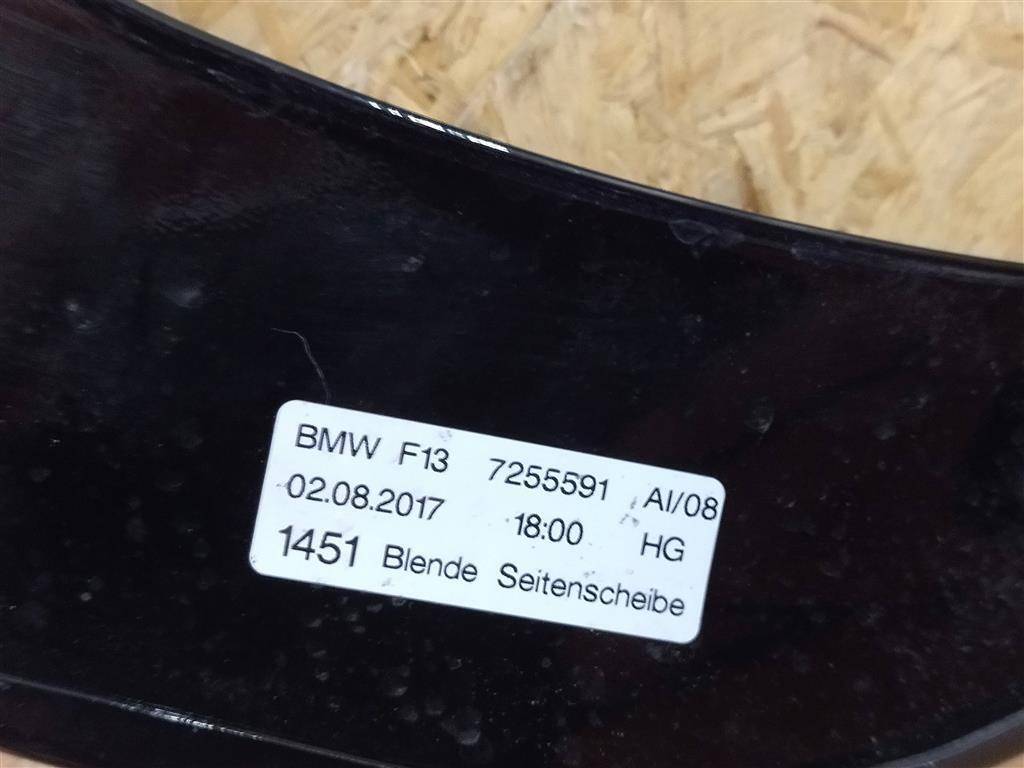 BMW F13 7255591 AI/08
02.08.2017 18:00 HG
1451 Blende Seitenscheibe